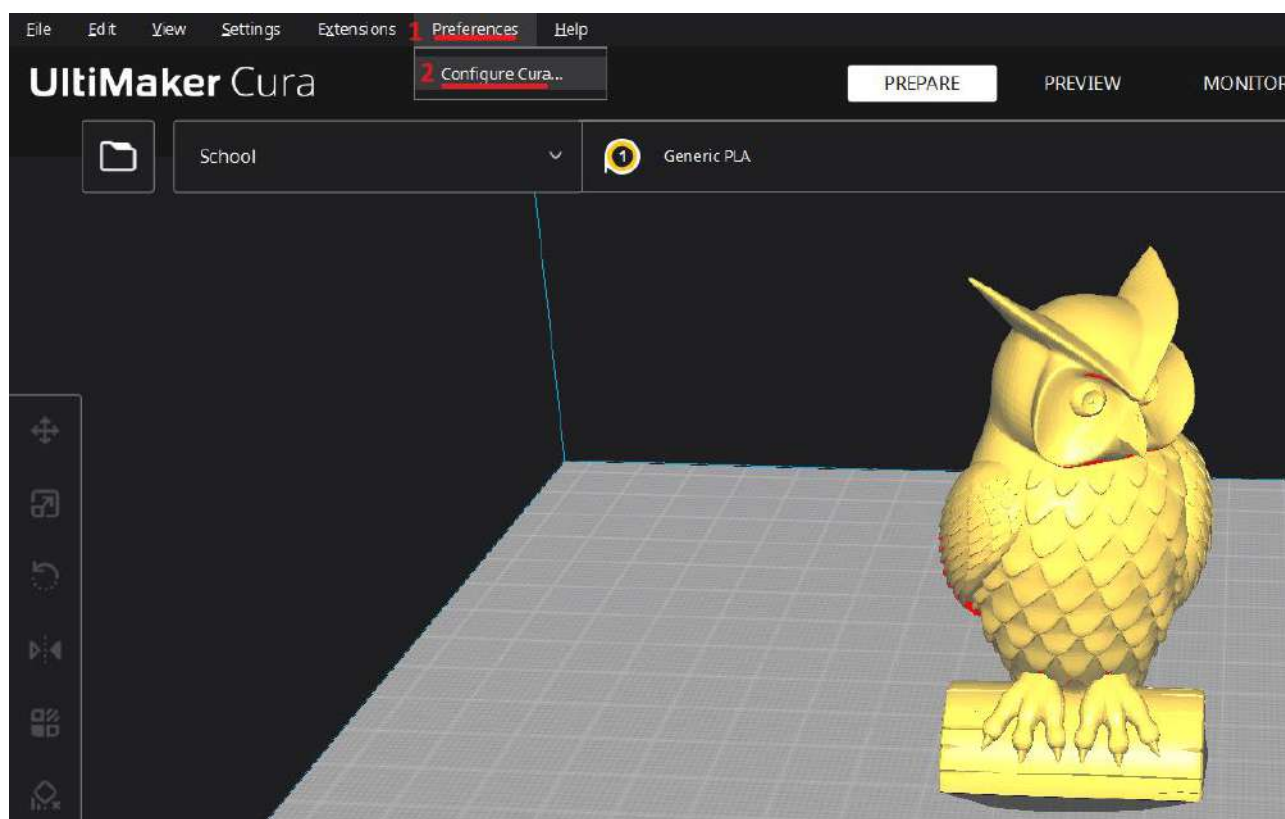 File Edit View Settings Extensions 1 Preferences Help
2 Configure Cura...
UltiMaker Cura
PREPARE PREVIEW MONITOR
School
1 Generic PLA